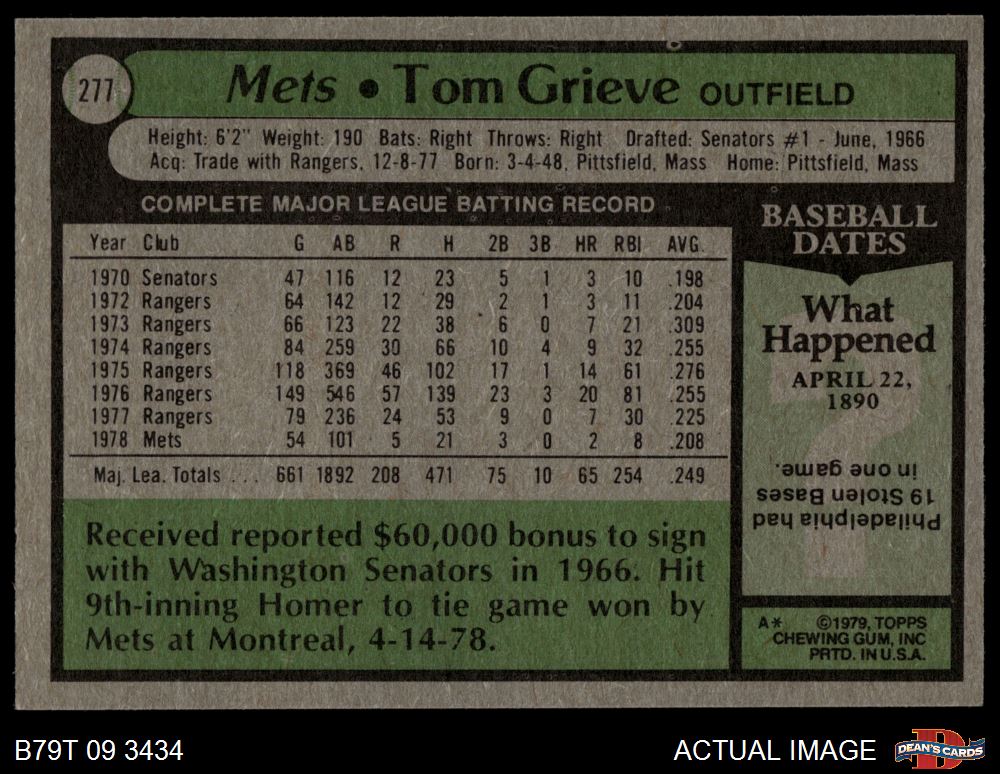 277
Mets • Tom Grieve OUTFIELD
Height: 6'2" Weight: 190 Bats: Right Throws: Right Drafted: Senators #1 - June, 1966
Acq: Trade with Rangers, 12-8-77 Born: 3-4-48, Pittsfield, Mass Home: Pittsfield, Mass
COMPLETE MAJOR LEAGUE BATTING RECORD
Year Club G AB R H 2B 3B HR RBI AVG.
1970 Senators 47 116 12 23 5 1 3 10 .198
1972 Rangers 64 142 12 29 2 1 3 11 .204
1973 Rangers 66 123 22 38 6 0 7 21 .309
1974 Rangers 84 259 30 66 10 4 9 32 .255
1975 Rangers 118 369 46 102 17 1 14 61 .276
1976 Rangers 149 546 57 139 23 3 20 81 .255
1977 Rangers 79 236 24 53 9 0 7 30 .225
1978 Mets 54 101 5 21 3 0 2 8 .208
Maj. Lea. Totals ... 661 1892 208 471 75 10 65 254 .249
Received reported $60,000 bonus to sign
with Washington Senators in 1966. Hit
9th-inning Homer to tie game won by
Mets at Montreal, 4-14-78.
BASEBALL
DATES
What
Happened
APRIL 22,
1890
Philadelphia had
19 Stolen Bases
in one game.
A* ©1979, TOPPS
CHEWING GUM, INC
PRTD. IN U.S.A.
B79T 09 3434
ACTUAL IMAGE
D
DEAN'S CARDS